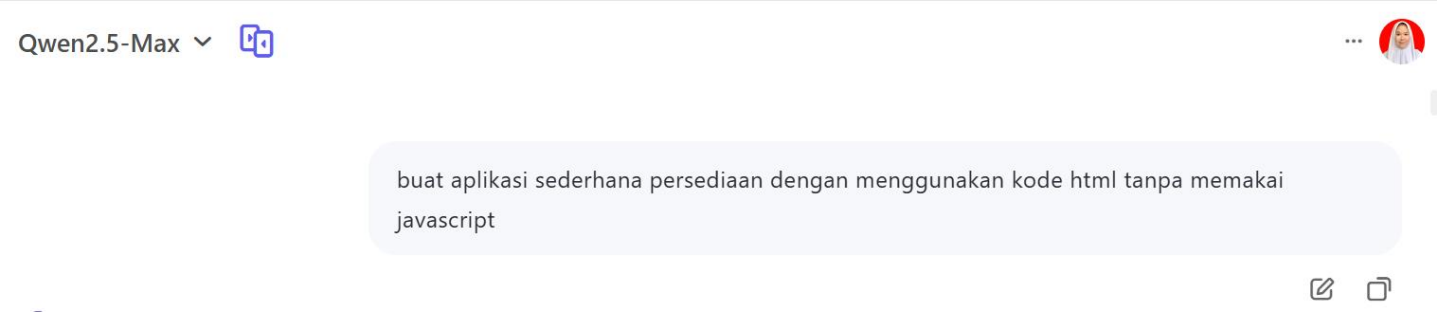 Qwen2.5-Max
buat aplikasi sederhana persediaan dengan menggunakan kode html tanpa memakai
javascript